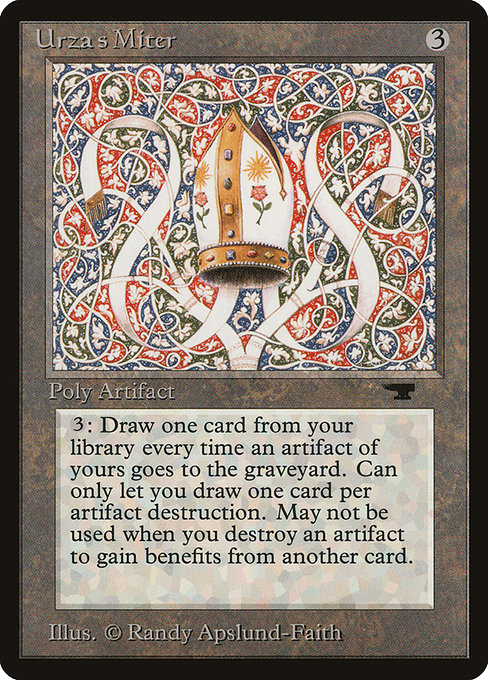 Urza's Miter 3
Poly Artifact
3: Draw one card from your
library every time an artifact of
yours goes to the graveyard. Can
only let you draw one card per
artifact destruction. May not be
used when you destroy an artifact
to gain benefits from another card.
Illus. © Randy Apslund-Faith